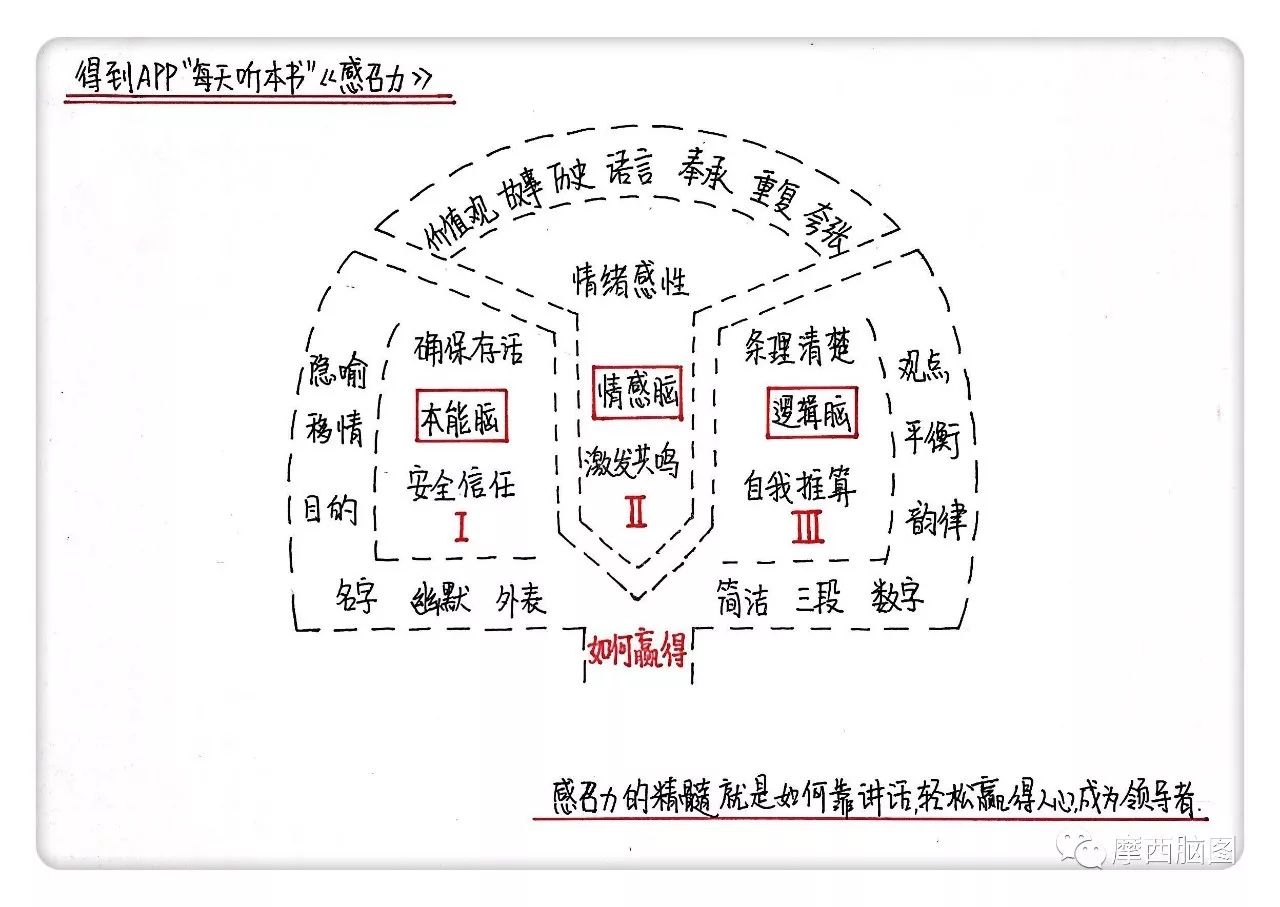 得到APP“每天听本书”《感召力》
价值观 故事 历史 语言 奉承 重复 夸张
情绪感性
情感脑
激发共鸣
II
确保存活
本能脑
安全信任
I
隐喻
移情
目的
名字 幽默 外表
条理清楚
逻辑脑
自我推算
III
观点
平衡
韵律
简洁 三段 数字
如何赢得
感召力的精髓就是如何靠讲话,轻松赢得人心,成为领导者.
摩西脑图